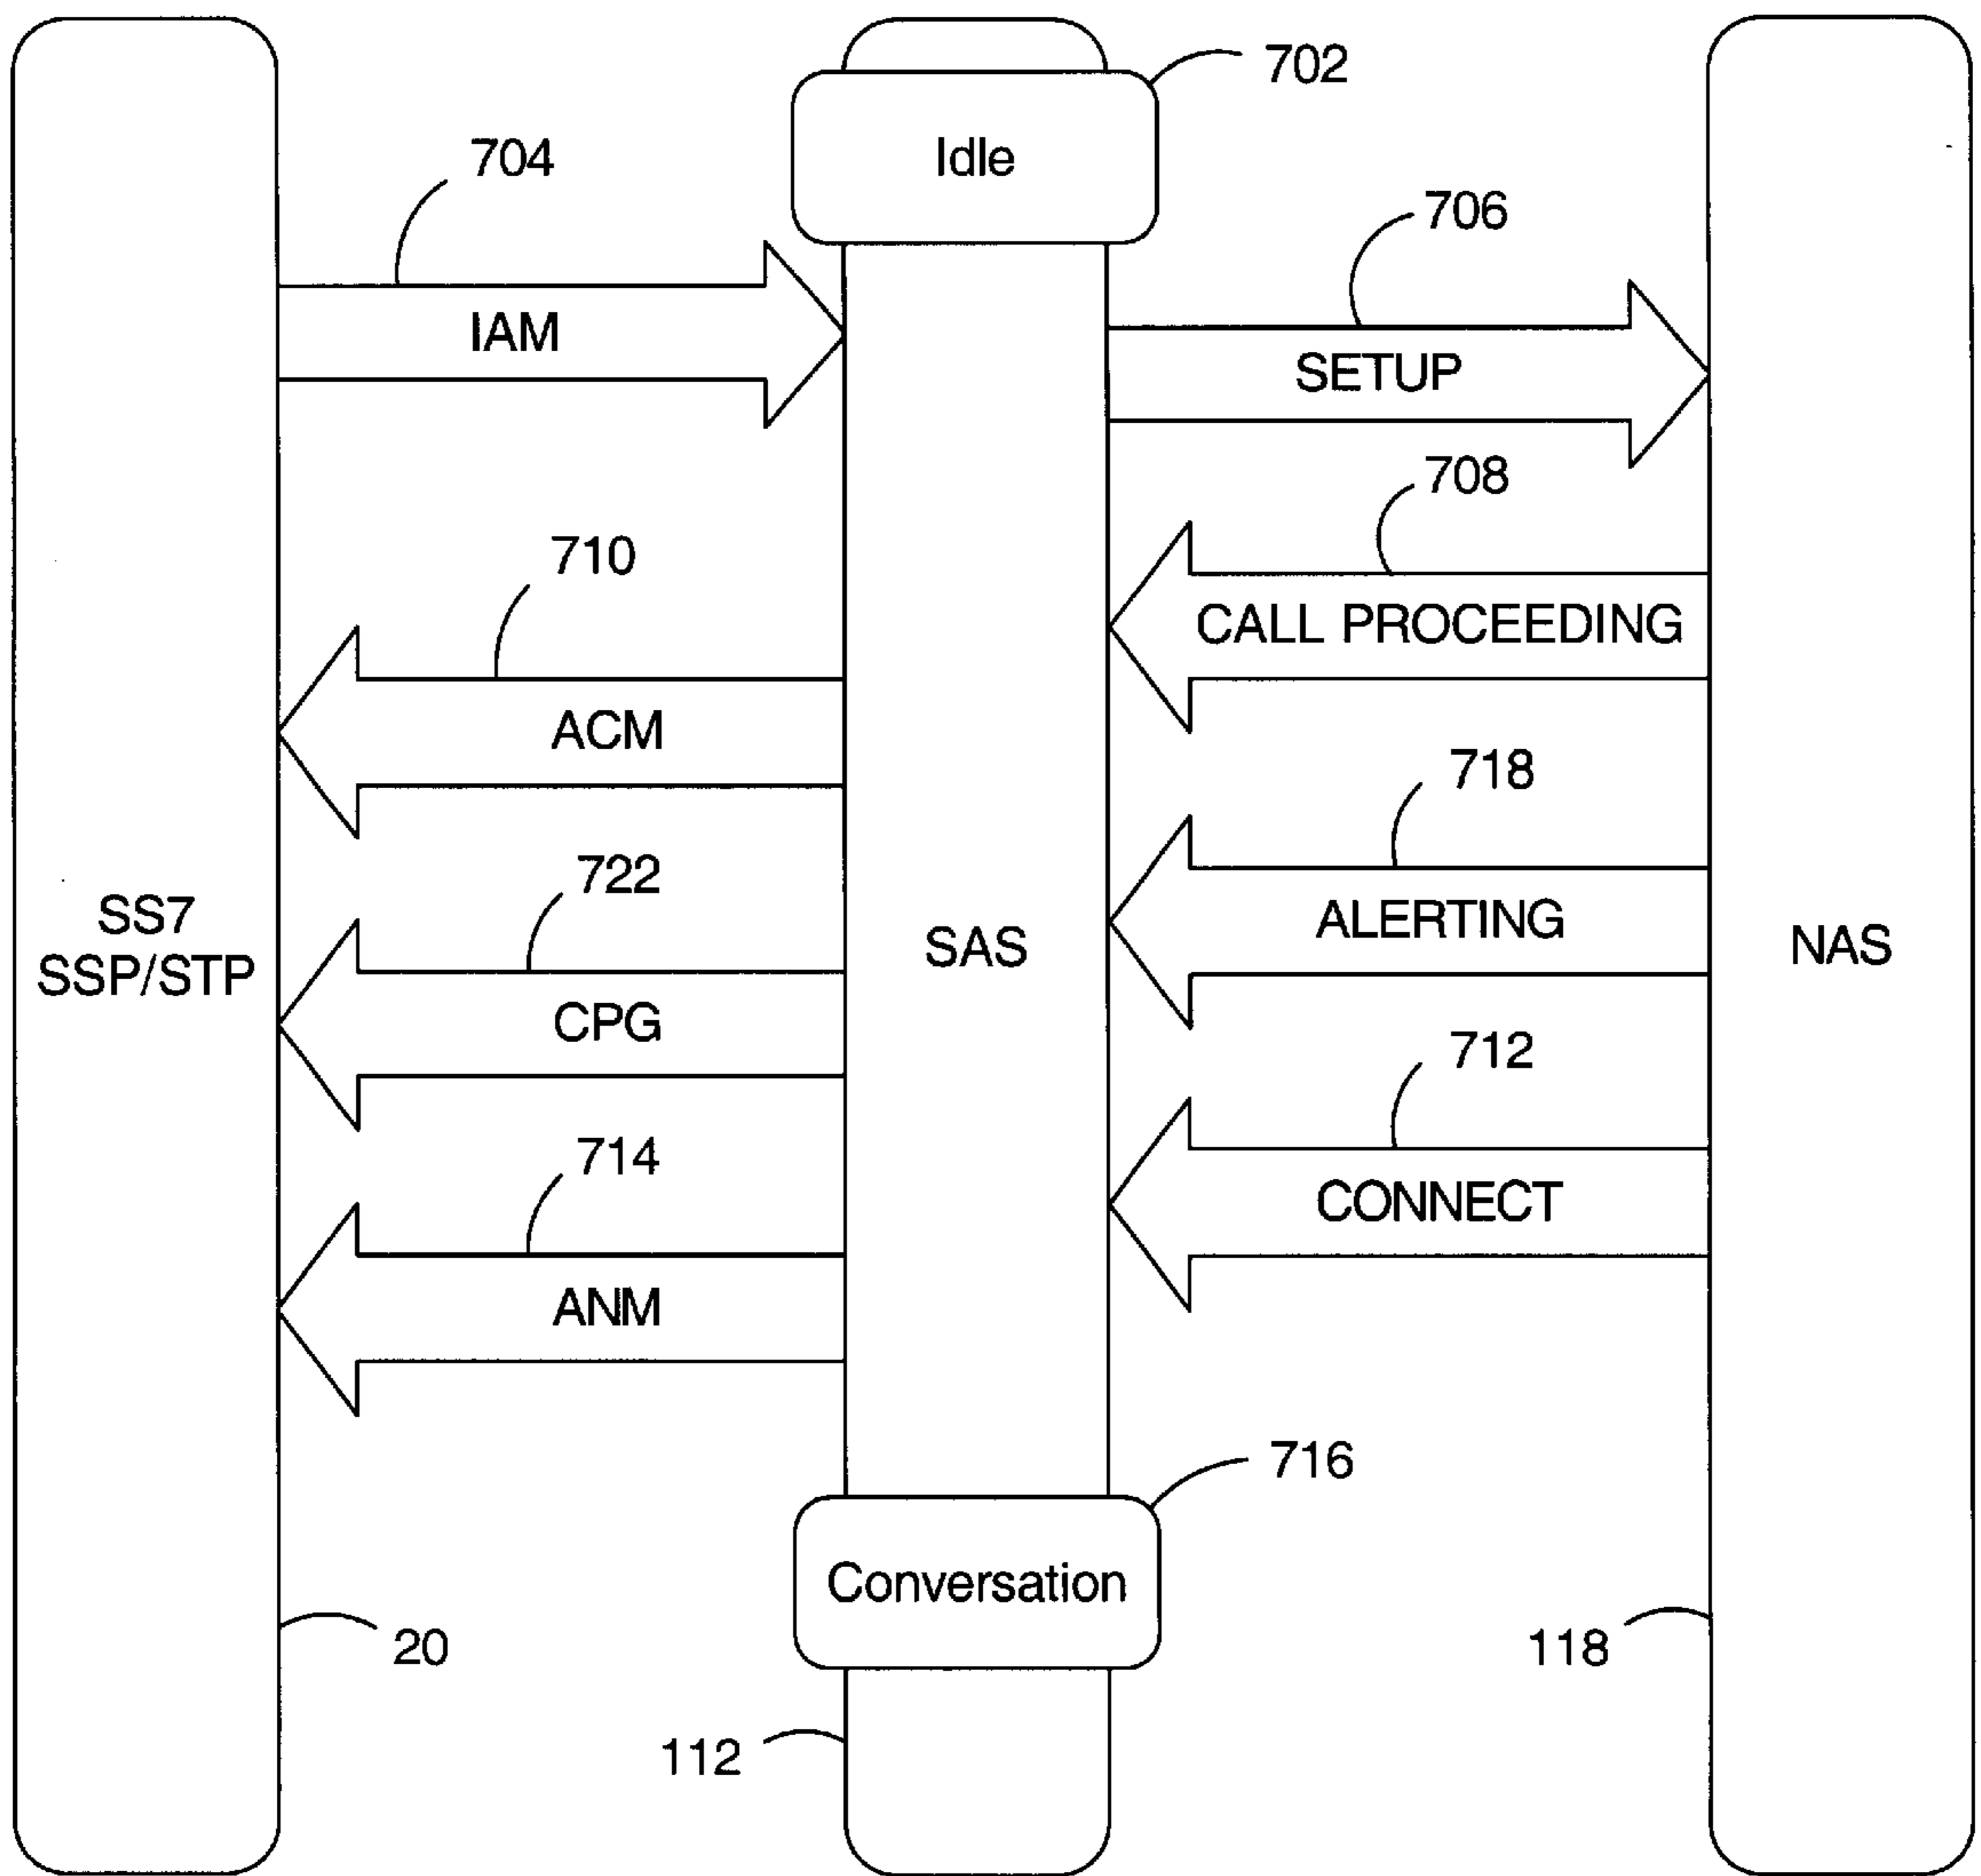 702
Idle
704
706
IAM
SETUP
708
710
CALL PROCEEDING
ACM
718
722
SS7
SSP/STP
SAS
ALERTING
NAS
CPG
712
714
CONNECT
ANM
716
Conversation
20
118
112